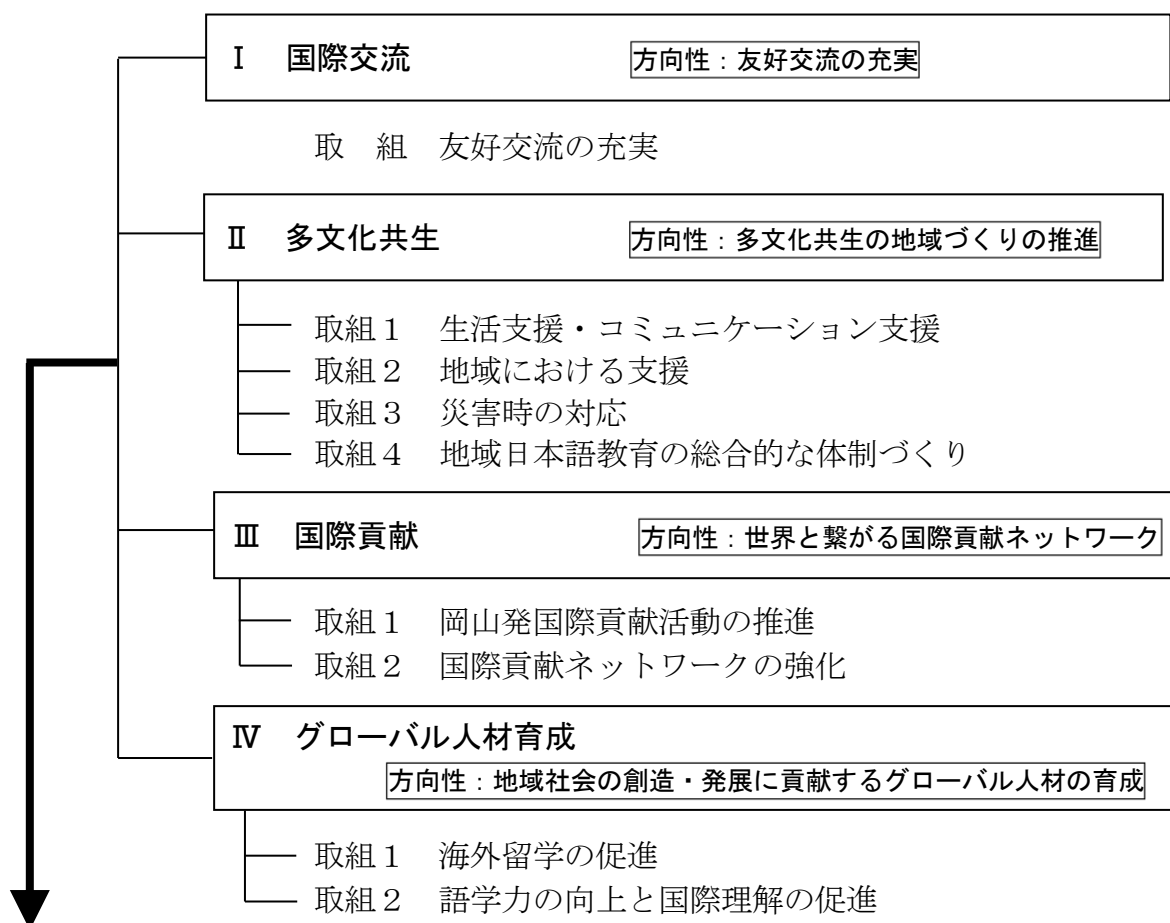 Ⅰ 国際交流 方向性：友好交流の充実
取 組 友好交流の充実
Ⅱ 多文化共生 方向性：多文化共生の地域づくりの推進
取組１ 生活支援・コミュニケーション支援
取組２ 地域における支援
取組３ 災害時の対応
取組４ 地域日本語教育の総合的な体制づくり
Ⅲ 国際貢献 方向性：世界と繋がる国際貢献ネットワーク
取組１ 岡山発国際貢献活動の推進
取組２ 国際貢献ネットワークの強化
Ⅳ グローバル人材育成
方向性：地域社会の創造・発展に貢献するグローバル人材の育成
取組１ 海外留学の促進
取組２ 語学力の向上と国際理解の促進